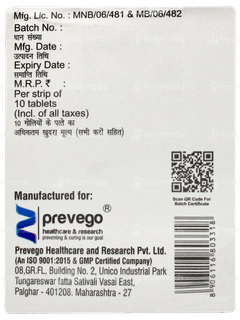 Mfg. Lic. No. : MNB/06/481 & MB/06/482
Batch No. :
घान संख्या
Mfg. Date :
उत्पादन तिथि
Expiry Date :
समाप्ति तिथि
M.R.P. ₹ :
Per strip of
10 tablets
(Incl. of all taxes)
10 गोलियों के पत्ते का
अधिकतम खुदरा मूल्य (सभी करों सहित)
Scan QR Code For
Batch Certificate
Manufactured for:
prevego
healthcare & research
preventing & curing is our goal
Prevego Healthcare and Research Pvt. Ltd.
(An ISO 9001:2015 & GMP Certified Company)
08,GR.FL., Building No. 2, Unico Industrial Park
Tungareswar fatta Sativali Vasai East,
Palghar - 401208. Maharashtra - 27
8906116803318